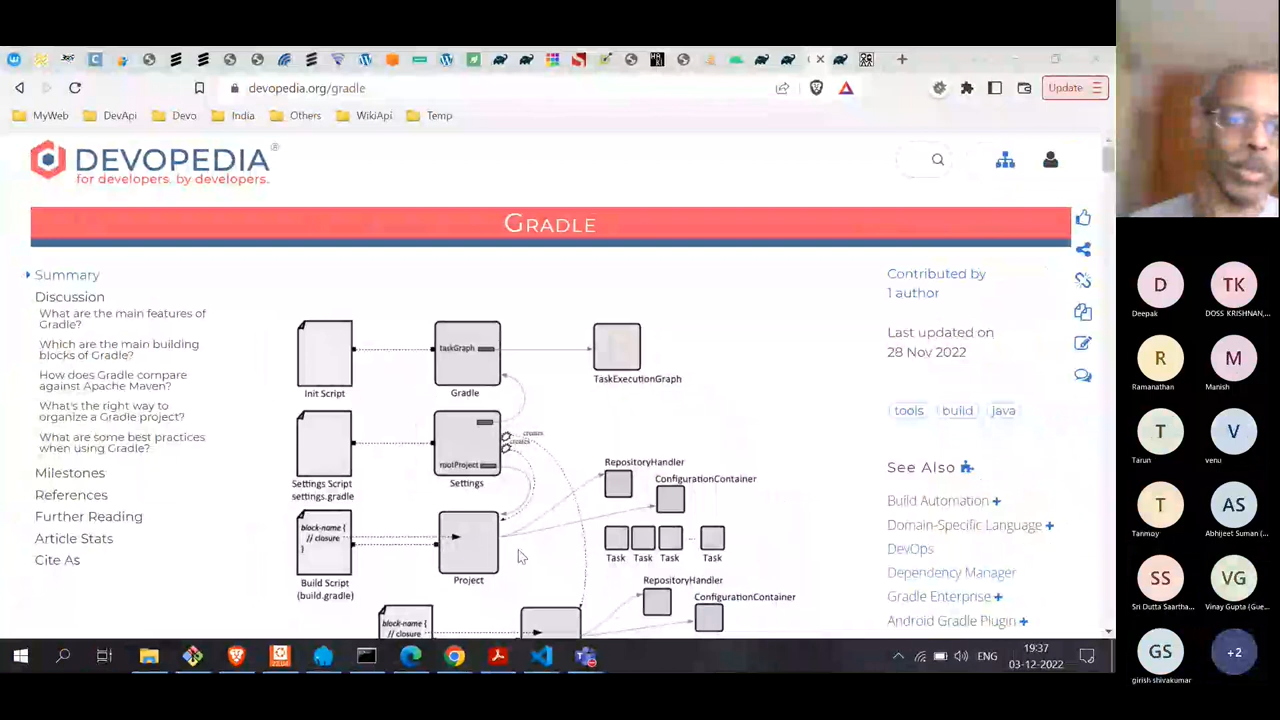 devopedia.org/gradle
Update
MyWeb
DevApi
Devo
India
Others
WikiApi
Temp
DEVOPEDIA
®
for developers. by developers.
GRADLE
Summary
Discussion
What are the main features of
Gradle?
Which are the main building
blocks of Gradle?
How does Gradle compare
against Apache Maven?
What's the right way to
organize a Gradle project?
What are some best practices
when using Gradle?
Milestones
References
Further Reading
Article Stats
Cite As
Init Script
taskGraph
Gradle
TaskExecutionGraph
Settings Script
settings.gradle
rootProject
Settings
creates
creates
block-name {
// closure
}
Build Script
(build.gradle)
Project
RepositoryHandler
ConfigurationContainer
Task
Task
Task
Task
RepositoryHandler
ConfigurationContainer
block-name {
// closure
Contributed by
1 author
Last updated on
28 Nov 2022
tools
build
java
See Also
Build Automation +
Domain-Specific Language +
DevOps
Dependency Manager
Gradle Enterprise +
Android Gradle Plugin +
ENG
19:37
03-12-2022
D
Deepak
TK
DOSS KRISHNAN,...
R
Ramanathan
M
Manish
T
Tarun
V
venu
T
Tanmoy
AS
Abhijeet Suman (...
SS
Sri Dutta Saartha...
VG
Vinay Gupta (Gue...
GS
girish shivakumar
+2